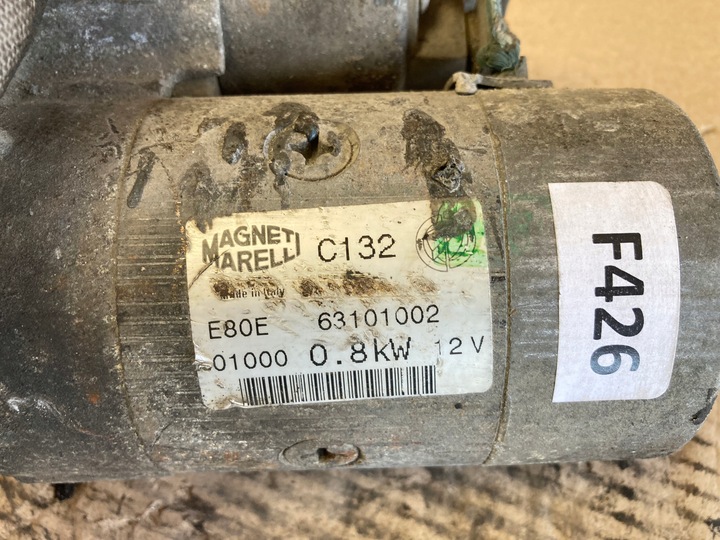 MAGNETI
MARELLI
C132
Made in Italy
E80E 63101002
01000 0.8kW 12V
F426